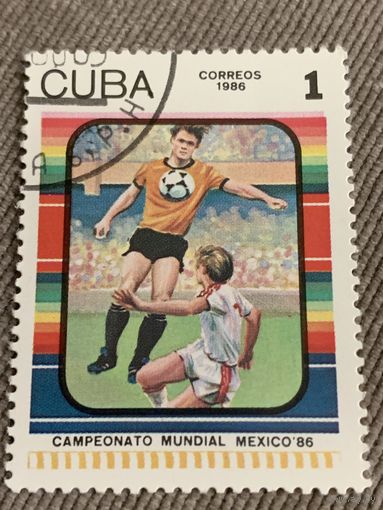 CUBA
CORREOS
1986
1
CAMPEONATO MUNDIAL MEXICO'86